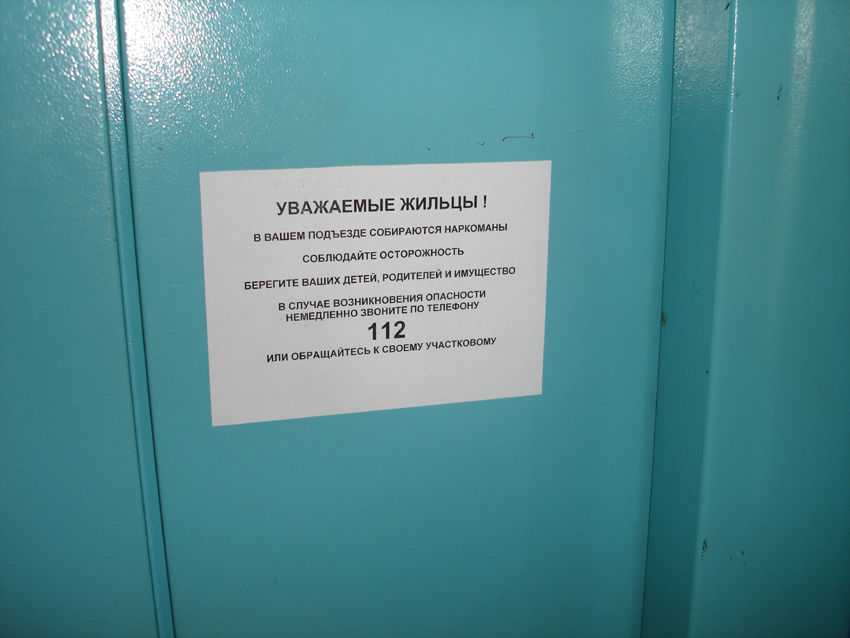 УВАЖАЕМЫЕ ЖИЛЬЦЫ !
В ВАШЕМ ПОДЪЕЗДЕ СОБИРАЮТСЯ НАРКОМАНЫ
СОБЛЮДАЙТЕ ОСТОРОЖНОСТЬ
БЕРЕГИТЕ ВАШИХ ДЕТЕЙ, РОДИТЕЛЕЙ И ИМУЩЕСТВО
В СЛУЧАЕ ВОЗНИКНОВЕНИЯ ОПАСНОСТИ
НЕМЕДЛЕННО ЗВОНИТЕ ПО ТЕЛЕФОНУ
112
ИЛИ ОБРАЩАЙТЕСЬ К СВОЕМУ УЧАСТКОВОМУ